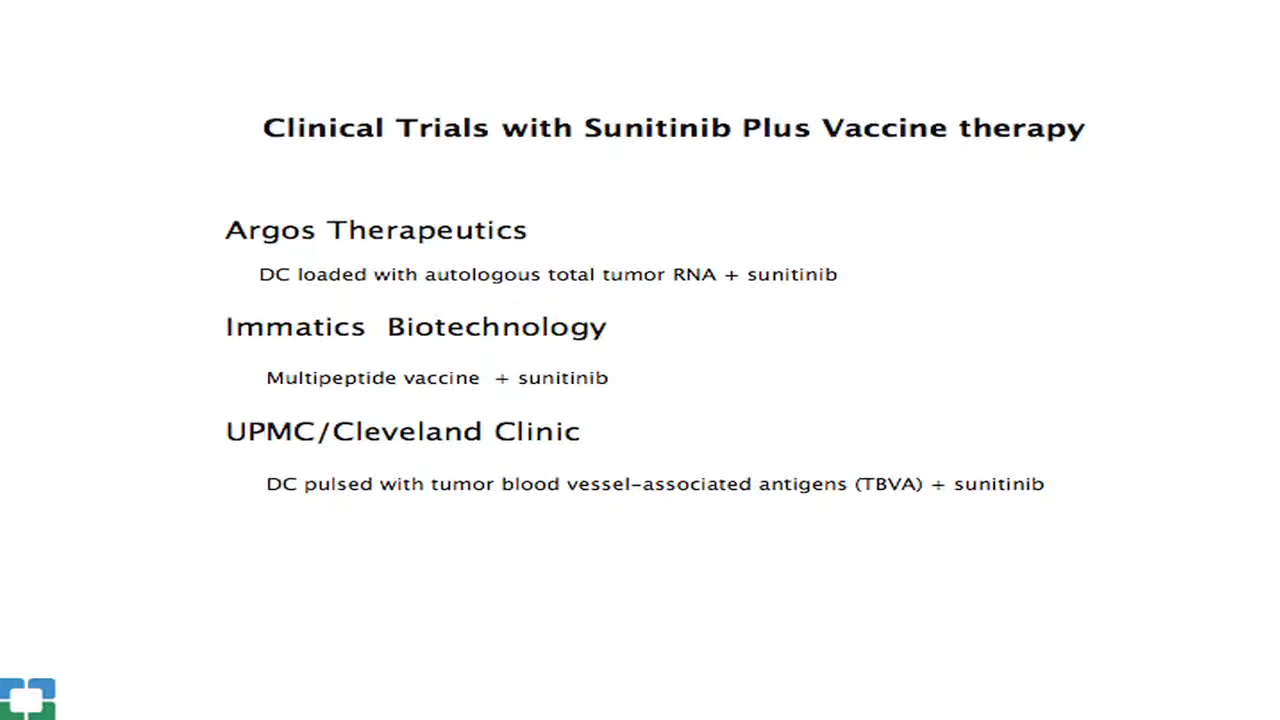 Clinical Trials with Sunitinib Plus Vaccine therapy
Argos Therapeutics
DC loaded with autologous total tumor RNA + sunitinib
Immatics Biotechnology
Multipeptide vaccine + sunitinib
UPMC/Cleveland Clinic
DC pulsed with tumor blood vessel-associated antigens (TBVA) + sunitinib